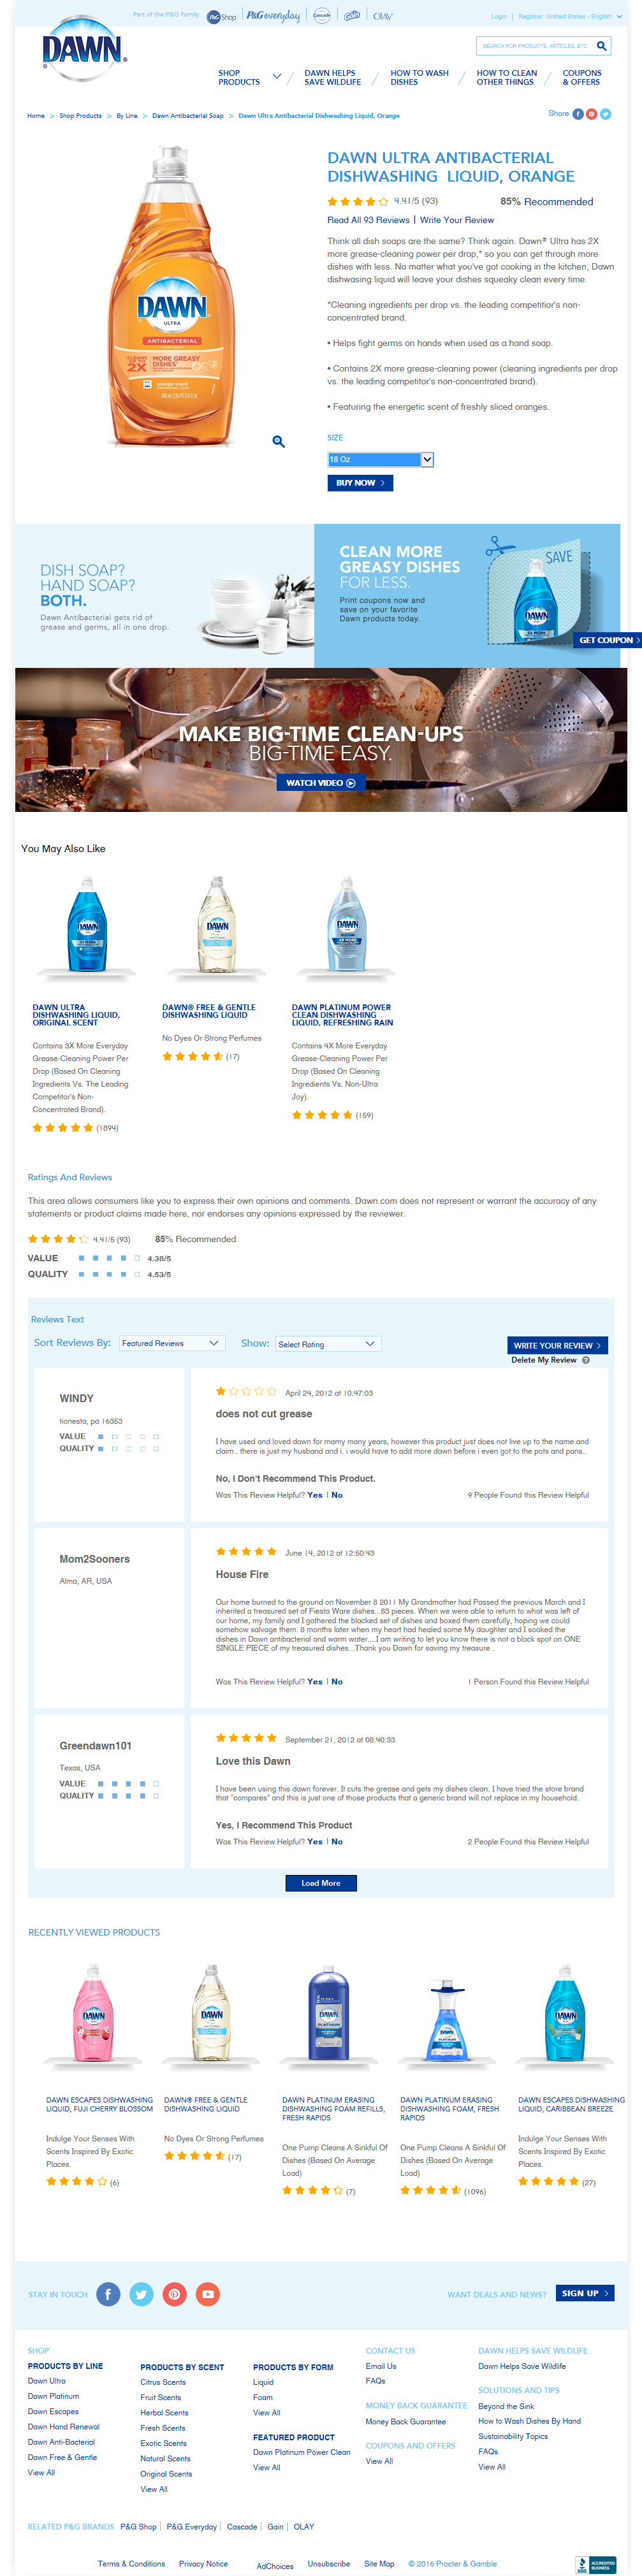 Part of the P&G Family
P&G Shop
P&G everyday
Cascade
OLAY
Login | Register United States - English
DAWN
SEARCH FOR PRODUCTS, ARTICLES, ETC
SHOP PRODUCTS
DAWN HELPS SAVE WILDLIFE
HOW TO WASH DISHES
HOW TO CLEAN OTHER THINGS
COUPONS & OFFERS
Home > Shop Products > By Line > Dawn Antibacterial Soap > Dawn Ultra Antibacterial Dishwashing Liquid, Orange
Share
DAWN ULTRA ANTIBACTERIAL
DISHWASHING LIQUID, ORANGE
4.41/5 (93)
85% Recommended
Read All 93 Reviews | Write Your Review
Think all dish soaps are the same? Think again. Dawn® Ultra has 2X
more grease-cleaning power per drop,* so you can get through more
dishes with less. No matter what you've got cooking in the kitchen, Dawn
dishwasing liquid will leave your dishes squeaky clean every time.
*Cleaning ingredients per drop vs. the leading competitior's non-
concentrated brand.
• Helps fight germs on hands when used as a hand soap.
• Contains 2X more grease-cleaning power (cleaning ingredients per drop
vs. the leading competitor's non-concentrated brand).
• Featuring the energetic scent of freshly sliced oranges.
DAWN
ULTRA
ANTIBACTERIAL
2X
MORE GREASY
DISHES
orange scent
SIZE
18 Oz
BUY NOW
DISH SOAP?
HAND SOAP?
BOTH.
Dawn Antibacterial gets rid of
grease and germs, all in one drop.
CLEAN MORE
GREASY DISHES
FOR LESS.
Print coupons now and
save on your favorite
Dawn products today.
SAVE
DAWN
GET COUPON
MAKE BIG-TIME CLEAN-UPS
BIG-TIME EASY.
WATCH VIDEO
You May Also Like
DAWN
DAWN
DAWN
DAWN ULTRA
DISHWASHING LIQUID,
ORIGINAL SCENT
Contains 3X More Everyday
Grease-Cleaning Power Per
Drop (Based On Cleaning
Ingredients Vs. The Leading
Competitor's Non-
Concentrated Brand).
(1894)
DAWN® FREE & GENTLE
DISHWASHING LIQUID
No Dyes Or Strong Perfumes
(17)
DAWN PLATINUM POWER
CLEAN DISHWASHING
LIQUID, REFRESHING RAIN
Contains 4X More Everyday
Grease-Cleaning Power Per
Drop (Based On Cleaning
Ingredients Vs. Non-Ultra
Joy).
(159)
Ratings And Reviews
This area allows consumers like you to express their own opinions and comments. Dawn.com does not represent or warrant the accuracy of any
statements or product claims made here, nor endorses any opinions expressed by the reviewer.
4.41/5 (93)
85% Recommended
VALUE 4.38/5
QUALITY 4.53/5
Reviews Text
Sort Reviews By: Featured Reviews
Show: Select Rating
WRITE YOUR REVIEW
Delete My Review
WINDY
tionesta, pa 16353
VALUE
QUALITY
April 24, 2012 at 10:47:03
does not cut grease
I have used and loved dawn for mamy many years, however this product just does not live up to the name and
claim.. there is just my husband and i. i would have to add more dawn before i even got to the pots and pans..
No, I Don't Recommend This Product.
Was This Review Helpful? Yes | No
9 People Found this Review Helpful
Mom2Sooners
Alma, AR, USA
June 14, 2012 at 12:50:43
House Fire
Our home burned to the ground on November 8 2011 My Grandmother had Passed the previous March and I
inherited a treasured set of Fiesta Ware dishes...83 pieces. When we were able to return to what was left of
our home, my family and I gathered the blacked set of dishes and boxed them carefully, hoping we could
somehow salvage them. 8 months later when my heart had healed some My daughter and I soaked the
dishes in Dawn antibacterial and warm water....I am writing to let you know there is not a black spot on ONE
SINGLE PIECE of my treasured dishes...Thank you Dawn for saving my treasure .
Was This Review Helpful? Yes | No
1 Person Found this Review Helpful
Greendawn101
Texas, USA
VALUE
QUALITY
September 21, 2012 at 08:40:33
Love this Dawn
I have been using this dawn forever. It cuts the grease and gets my dishes clean. I have tried the store brand
that "compares" and this is just one of those products that a generic brand will not replace in my household.
Yes, I Recommend This Product
Was This Review Helpful? Yes | No
2 People Found this Review Helpful
Load More
RECENTLY VIEWED PRODUCTS
DAWN
DAWN
DAWN
PLATINUM
DAWN
DAWN
DAWN ESCAPES DISHWASHING
LIQUID, FUJI CHERRY BLOSSOM
Indulge Your Senses With
Scents Inspired By Exotic
Places.
(6)
DAWN® FREE & GENTLE
DISHWASHING LIQUID
No Dyes Or Strong Perfumes
(17)
DAWN PLATINUM ERASING
DISHWASHING FOAM REFILLS,
FRESH RAPIDS
One Pump Cleans A Sinkful Of
Dishes (Based On Average
Load)
(7)
DAWN PLATINUM ERASING
DISHWASHING FOAM, FRESH
RAPIDS
One Pump Cleans A Sinkful Of
Dishes (Based On Average
Load)
(1096)
DAWN ESCAPES DISHWASHING
LIQUID, CARIBBEAN BREEZE
Indulge Your Senses With
Scents Inspired By Exotic
Places.
(27)
STAY IN TOUCH
WANT DEALS AND NEWS?
SIGN UP
SHOP
PRODUCTS BY LINE
Dawn Ultra
Dawn Platinum
Dawn Escapes
Dawn Hand Renewal
Dawn Anti-Bacterial
Dawn Free & Gentle
View All
PRODUCTS BY SCENT
Citrus Scents
Fruit Scents
Herbal Scents
Fresh Scents
Exotic Scents
Natural Scents
Original Scents
View All
PRODUCTS BY FORM
Liquid
Foam
View All
FEATURED PRODUCT
Dawn Platinum Power Clean
View All
CONTACT US
Email Us
FAQs
MONEY BACK GUARANTEE
Money Back Guarantee
COUPONS AND OFFERS
View All
DAWN HELPS SAVE WILDLIFE
Dawn Helps Save Wildlife
SOLUTIONS AND TIPS
Beyond the Sink
How to Wash Dishes By Hand
Sustainability Topics
FAQs
View All
RELATED P&G BRANDS P&G Shop | P&G Everyday | Cascade | Gain | OLAY
Terms & Conditions Privacy Notice AdChoices Unsubscribe Site Map © 2016 Procter & Gamble
BBB ACCREDITED BUSINESS